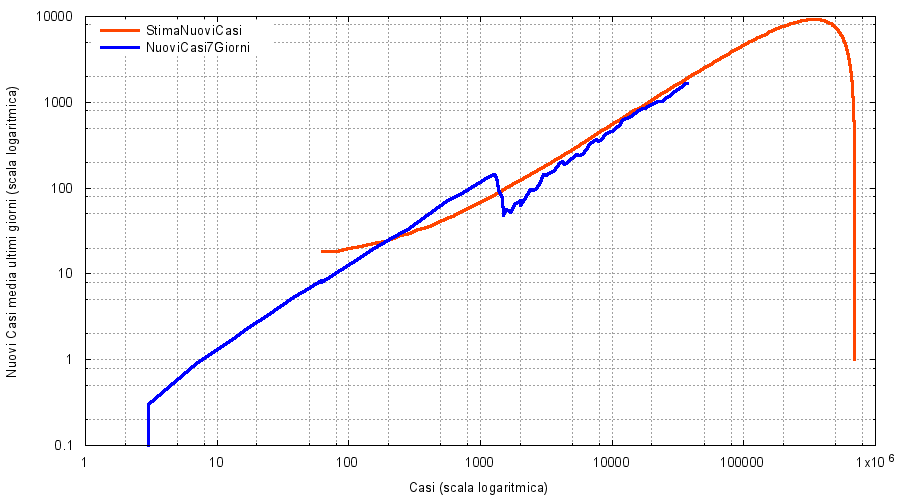 10000
1000
100
10
1
0.1
StimaNuoviCasi
NuoviCasi7Giorni
Nuovi Casi media ultimi giorni (scala logaritmica)
1 10 100 1000 10000 100000 1x10 6
Casi (scala logaritmica)